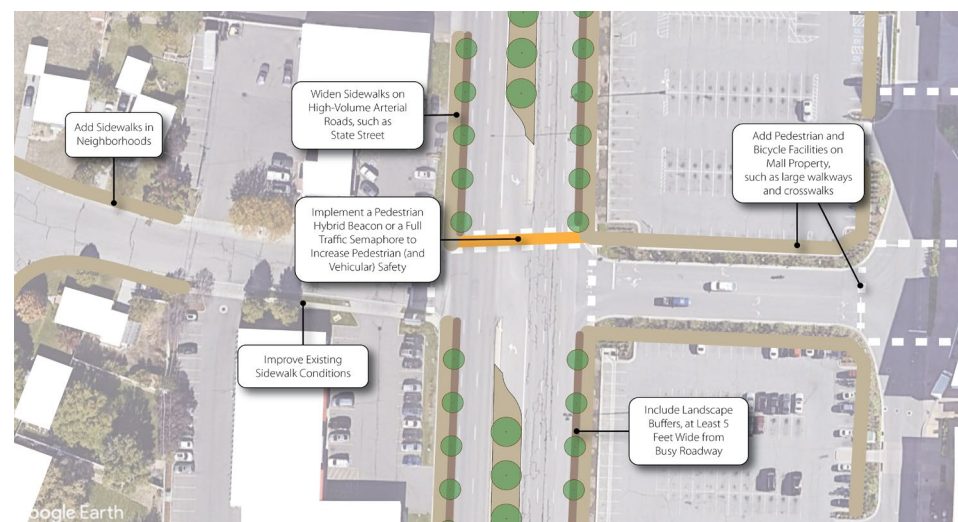 Widen Sidewalks on
High-Volume Arterial
Roads, such as
State Street
Add Sidewalks in
Neighborhoods
Add Pedestrian and
Bicycle Facilities on
Mall Property,
such as large walkways
and crosswalks
Implement a Pedestrian
Hybrid Beacon or a Full
Traffic Semaphore to
Increase Pedestrian (and
Vehicular) Safety
Improve Existing
Sidewalk Conditions
Include Landscape
Buffers, at Least 5
Feet Wide from
Busy Roadway
oogle Earth